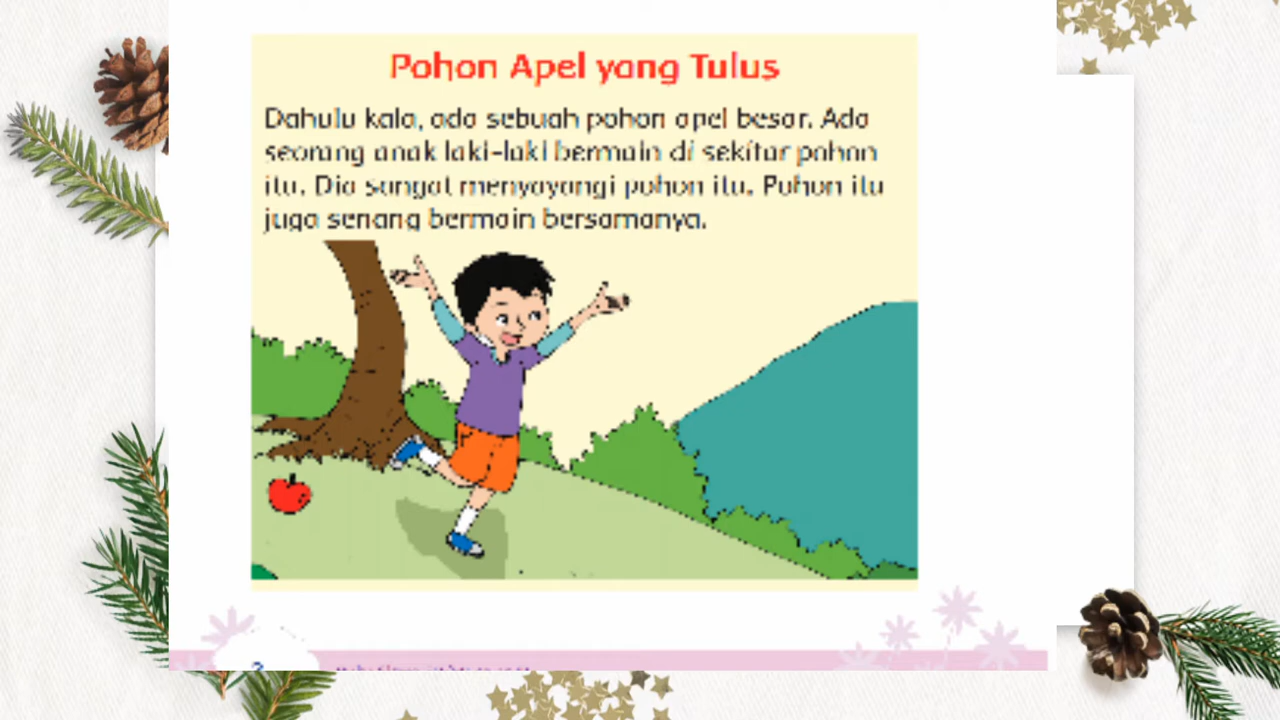 Pohon Apel yang Tulus
Dahulu kala, ada sebuah pohon apel besar. Ada
seorang anak laki-laki bermain di sekitar pohon
itu. Dia sangat menyayangi pohon itu. Pohon itu
juga senang bermain bersamanya.